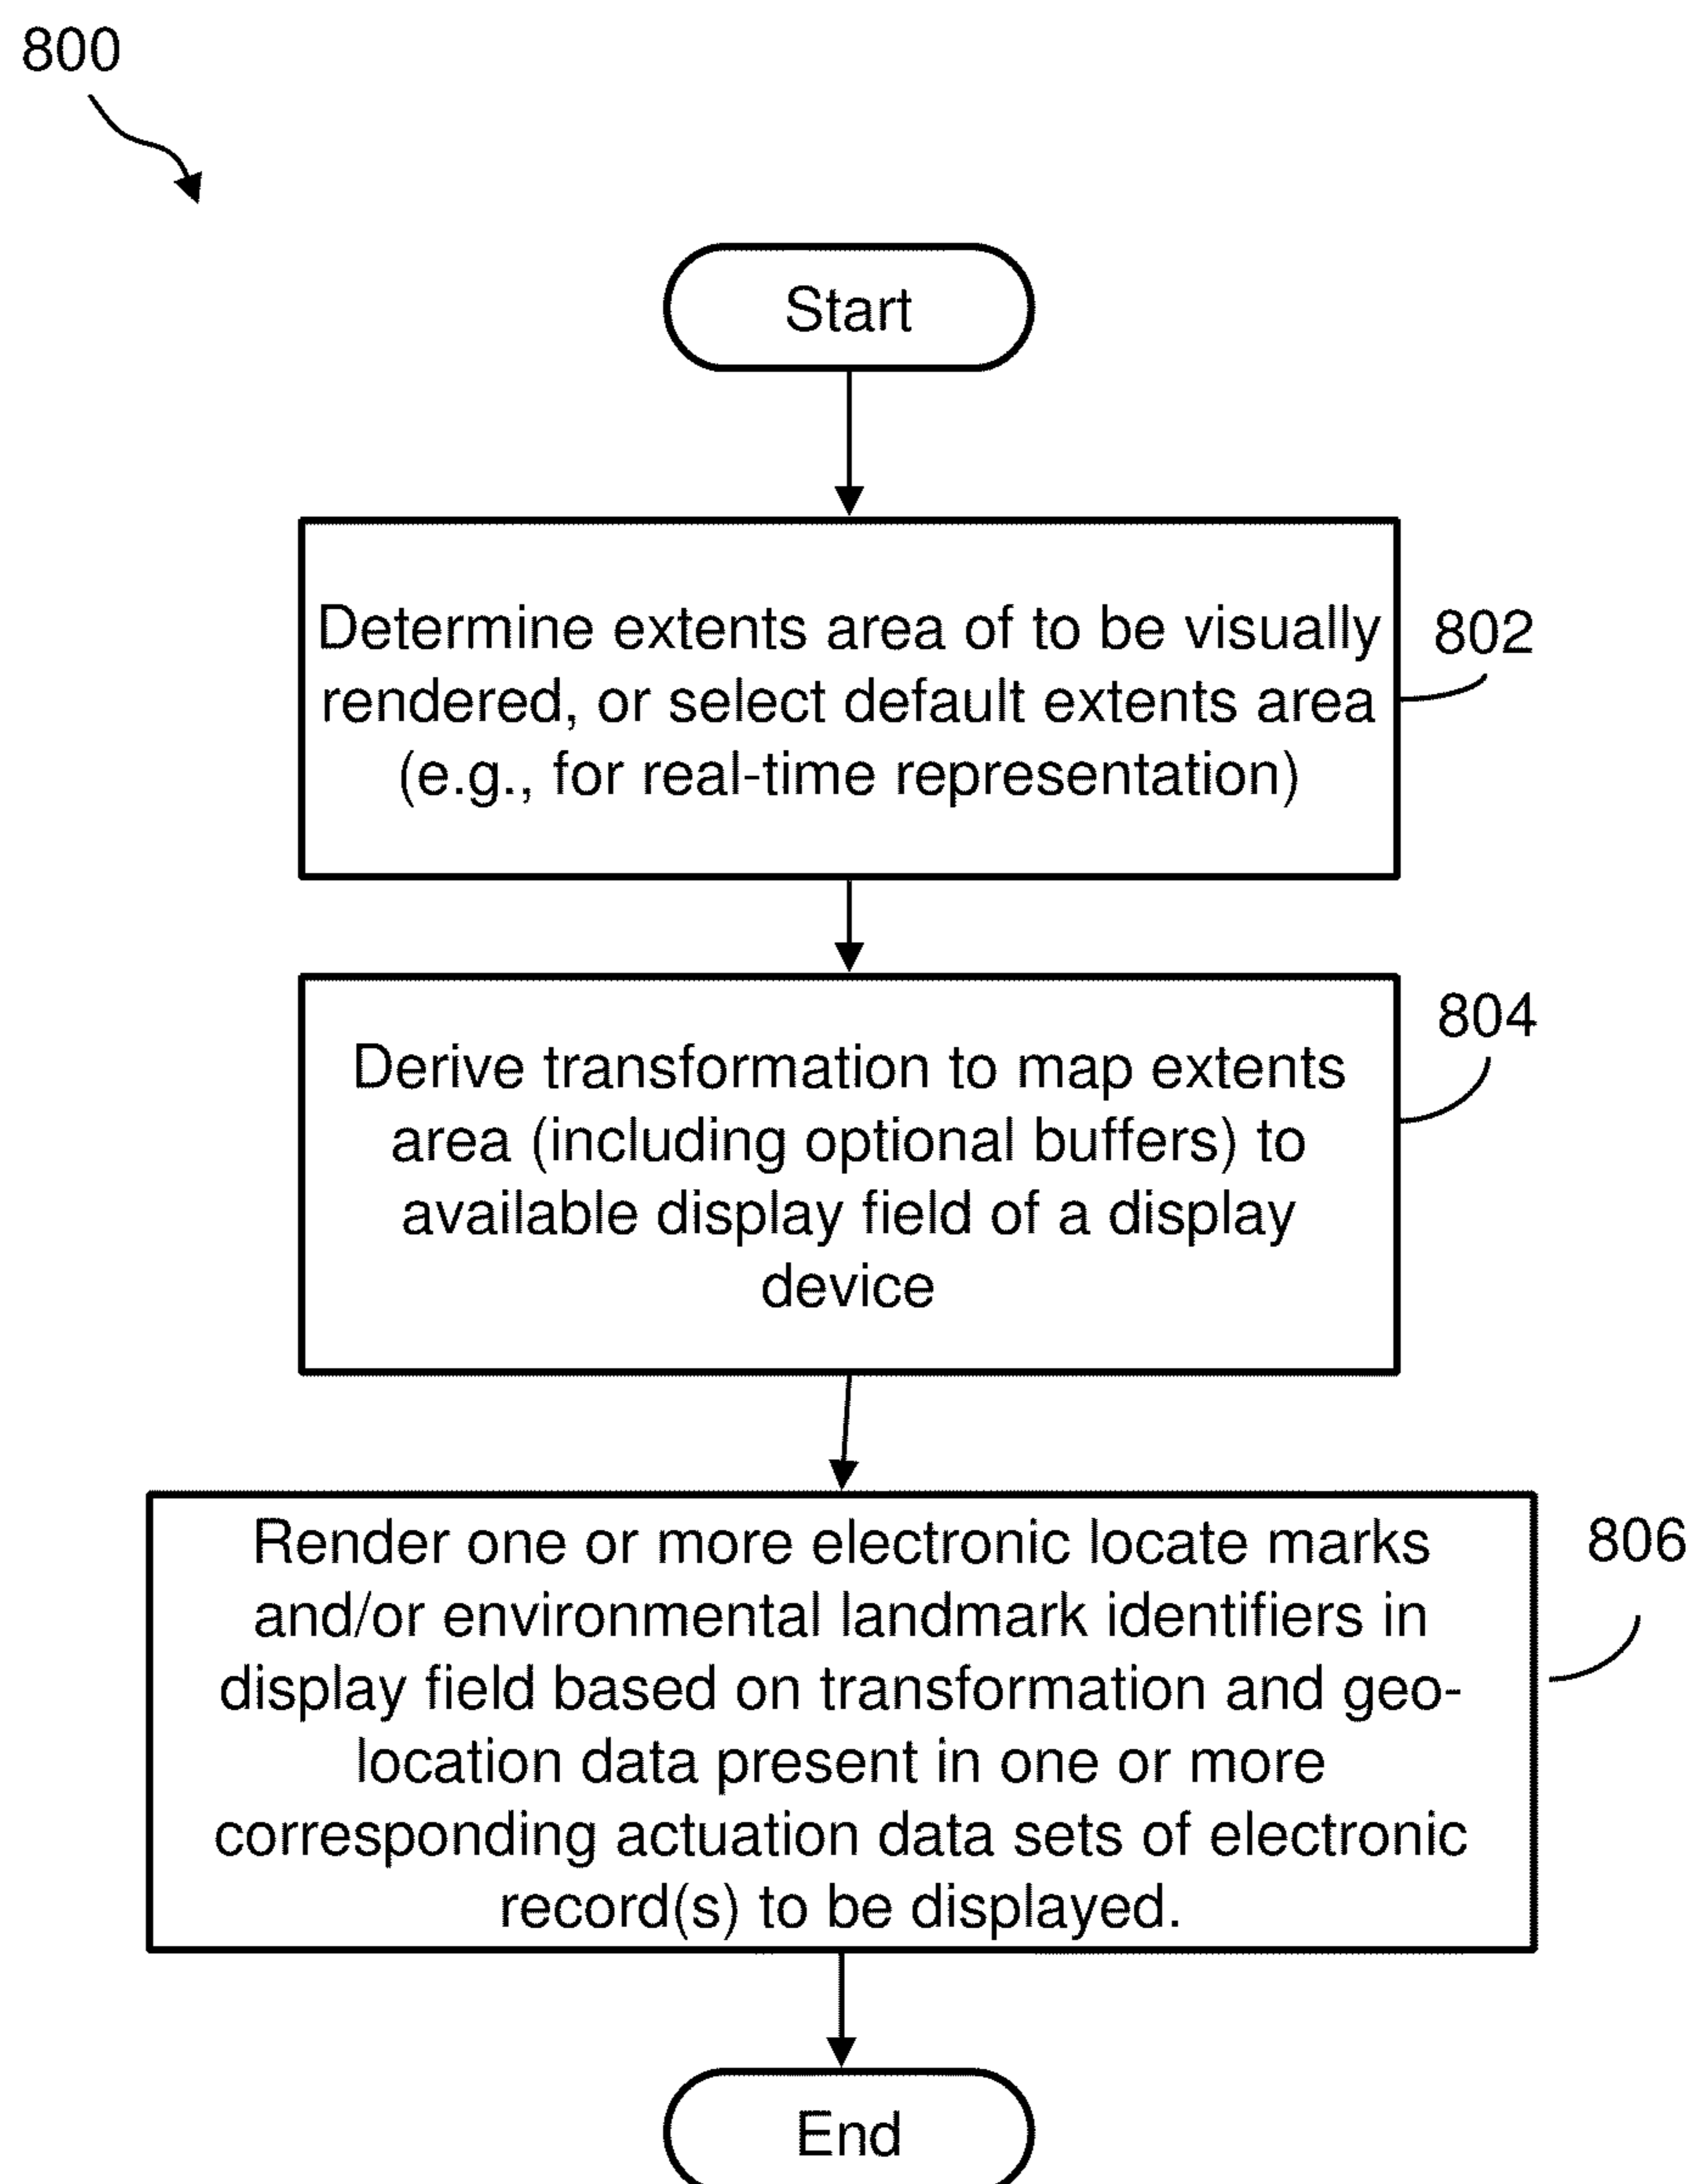 800
Start
Determine extents area of to be visually
rendered, or select default extents area
(e.g., for real-time representation)
802
Derive transformation to map extents
area (including optional buffers) to
available display field of a display
device
804
Render one or more electronic locate marks
and/or environmental landmark identifiers in
display field based on transformation and geo-
location data present in one or more
corresponding actuation data sets of electronic
record(s) to be displayed.
806
End